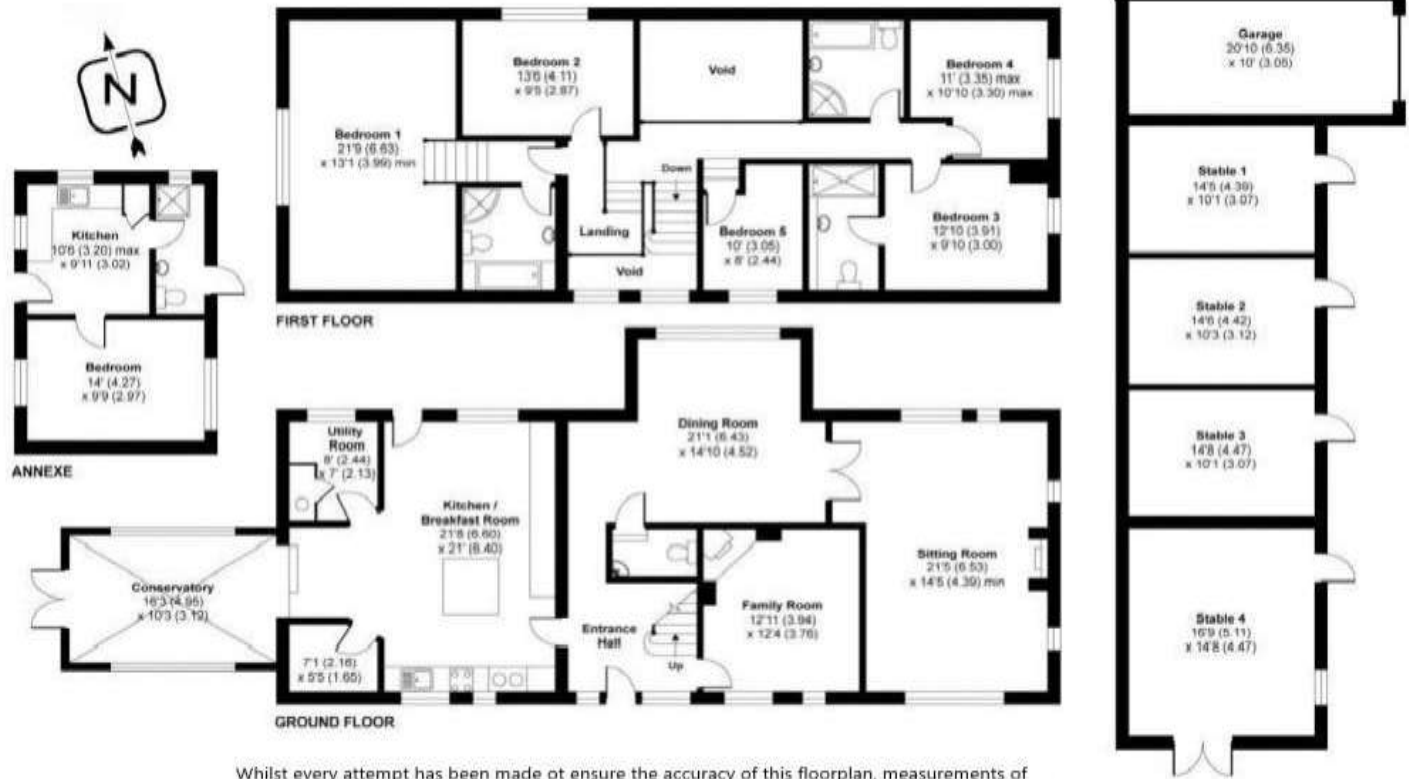 N
Kitchen
10'6 (3.20) max
x 9'11 (3.02)
Bedroom
14' (4.27)
x 9'9 (2.97)
ANNEXE
Bedroom 1
21'9 (6.63)
x 13'1 (3.99) min
Bedroom 2
13'6 (4.11)
x 9'5 (2.87)
Void
Bedroom 4
11' (3.35) max
x 10'10 (3.30) max
Down
Landing
Void
Bedroom 5
10' (3.05)
x 8' (2.44)
Bedroom 3
12'10 (3.91)
x 9'10 (3.00)
FIRST FLOOR
Utility
Room
8' (2.44)
x 7' (2.13)
Kitchen /
Breakfast Room
21'8 (6.60)
x 21' (6.40)
Conservatory
16'3 (4.95)
x 10'3 (3.12)
7'1 (2.16)
x 5'5 (1.65)
Dining Room
21'1 (6.43)
x 14'10 (4.52)
Entrance
Hall
Up
Family Room
12'11 (3.94)
x 12'4 (3.76)
Sitting Room
21'5 (6.53)
x 14'5 (4.39) min
GROUND FLOOR
Garage
20'10 (6.35)
x 10' (3.05)
Stable 1
14'5 (4.39)
x 10'1 (3.07)
Stable 2
14'6 (4.42)
x 10'3 (3.12)
Stable 3
14'8 (4.47)
x 10'1 (3.07)
Stable 4
16'9 (5.11)
x 14'8 (4.47)
Whilst every attempt has been made ot ensure the accuracy of this floorplan, measurements of